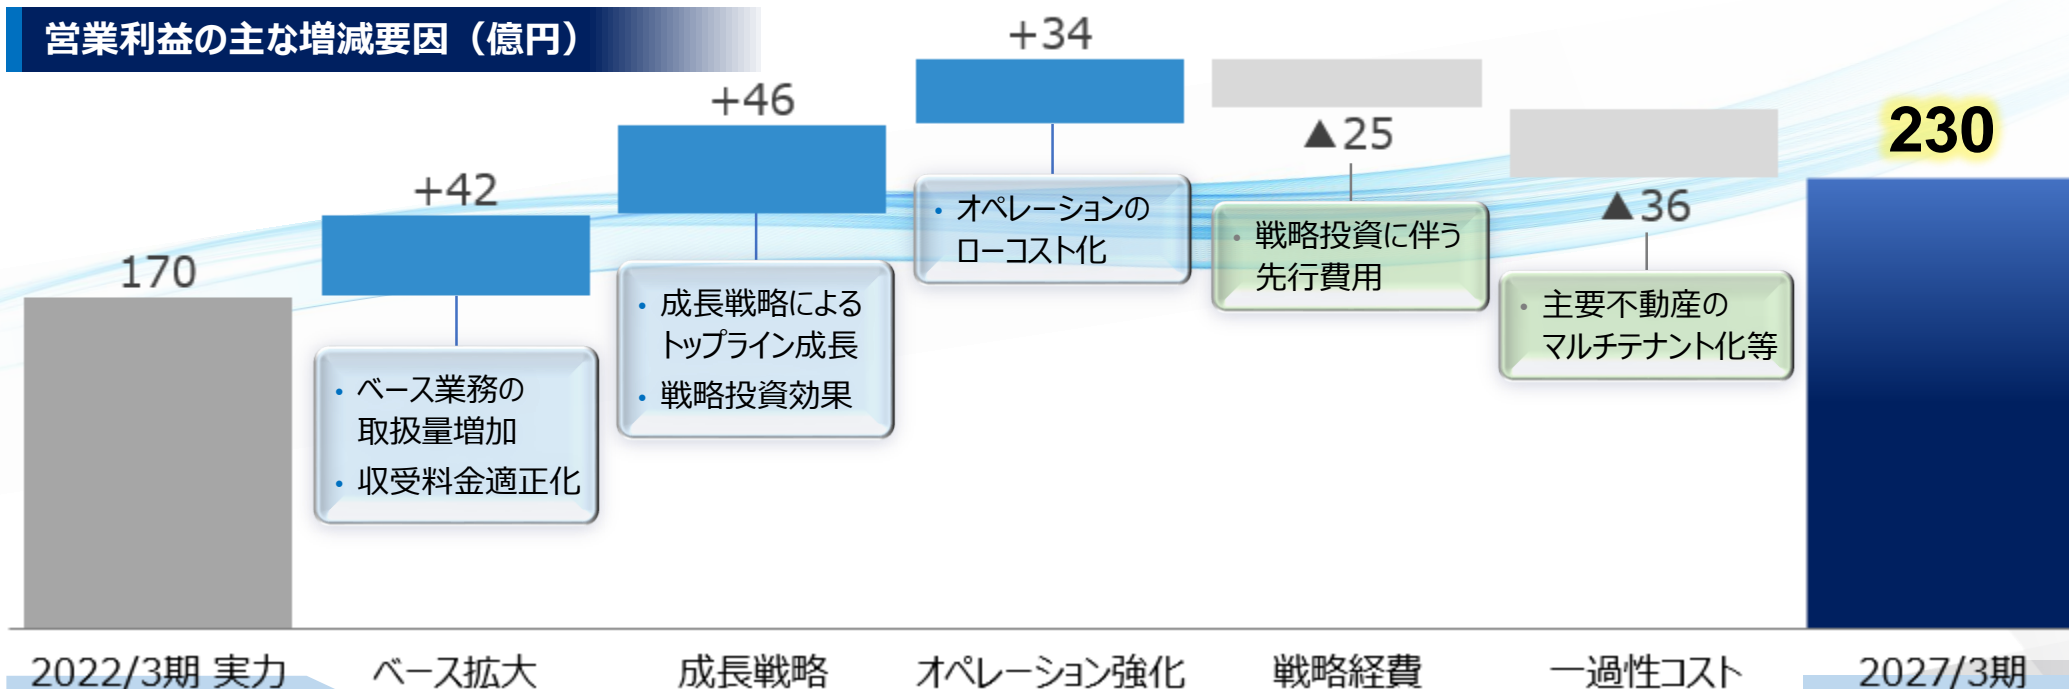 営業利益の主な増減要因（億円）
170
+42
+46
+34
▲25
▲36
230
・ベース業務の
取扱量増加
・収受料金適正化
・成長戦略による
トップライン成長
・戦略投資効果
・オペレーションの
ローコスト化
・戦略投資に伴う
先行費用
・主要不動産の
マルチテナント化等
2022/3期 実力
ベース拡大
成長戦略
オペレーション強化
戦略経費
一過性コスト
2027/3期